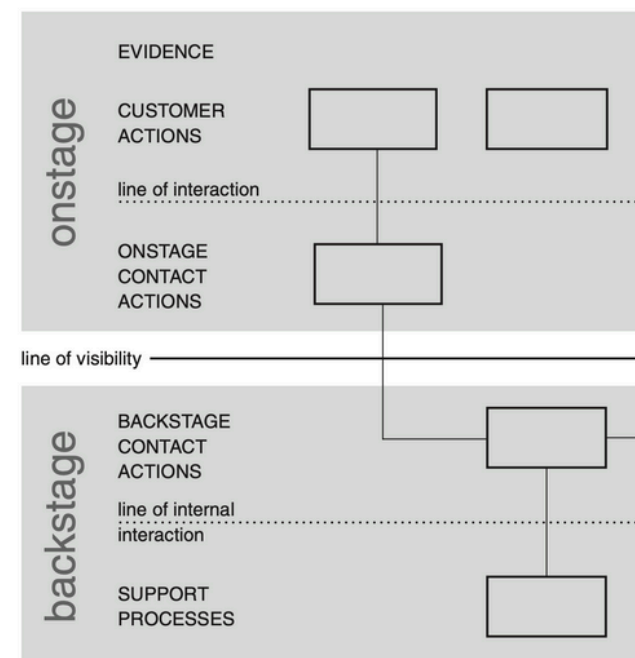 onstage
EVIDENCE
CUSTOMER
ACTIONS
line of interaction
ONSTAGE
CONTACT
ACTIONS
line of visibility
backstage
BACKSTAGE
CONTACT
ACTIONS
line of internal
interaction
SUPPORT
PROCESSES